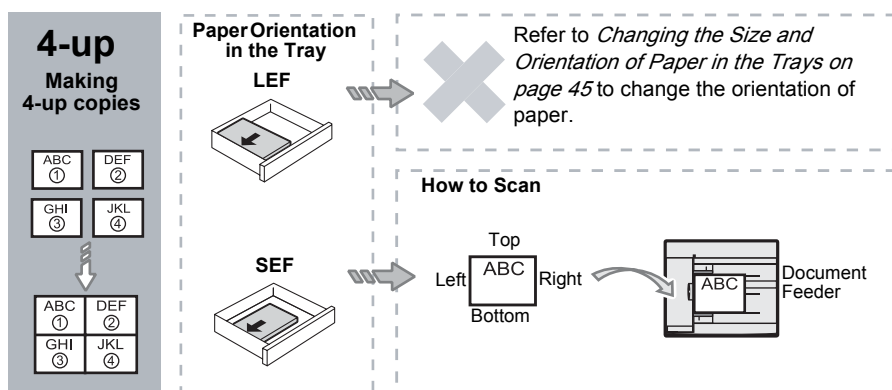 4-up
Making
4-up copies
ABC DEF
① ②
GHI JKL
③ ④
ABC DEF
① ②
GHI JKL
③ ④
Paper Orientation
in the Tray
LEF
SEF
Refer to Changing the Size and
Orientation of Paper in the Trays on
page 45 to change the orientation of
paper.
How to Scan
Top
Left ABC Right
Bottom
ABC
Document
Feeder